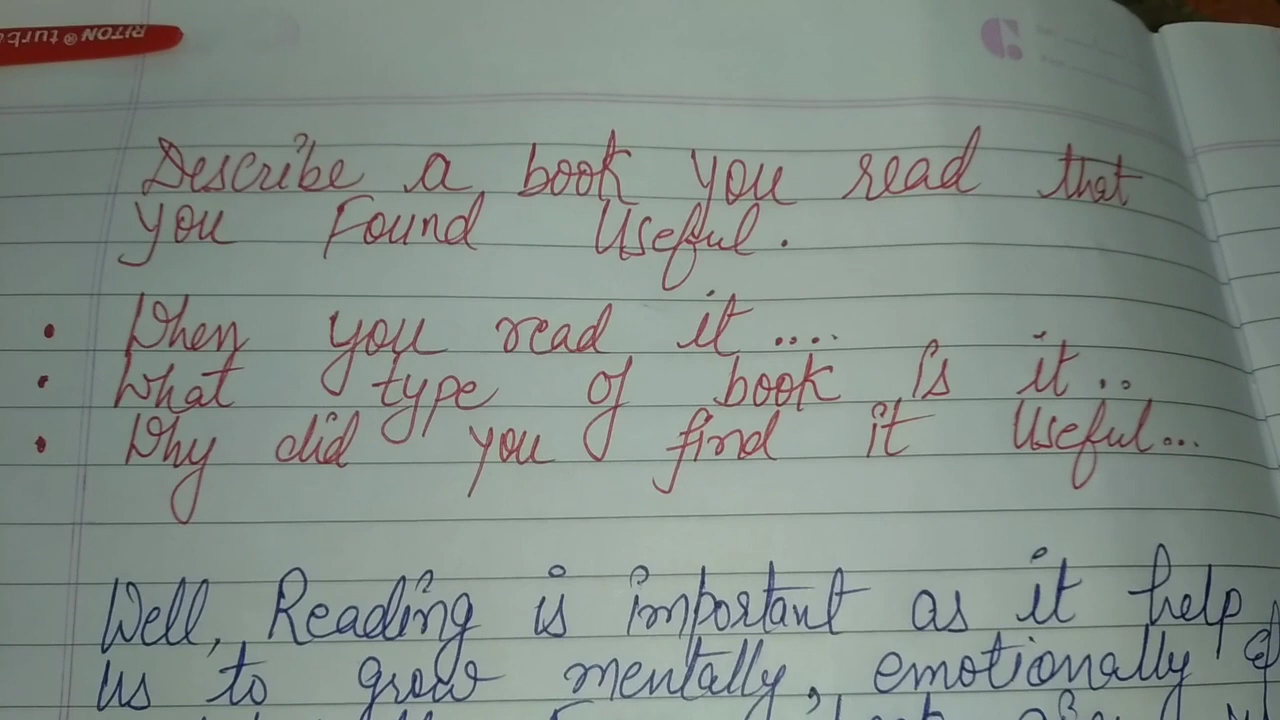 RITON® turb
Describe a book you read that
you Found Useful.
• When you read it....
• What type of book is it..
• Why did you find it Useful...
Well, Reading is important as it help
us to grow mentally, emotionally &